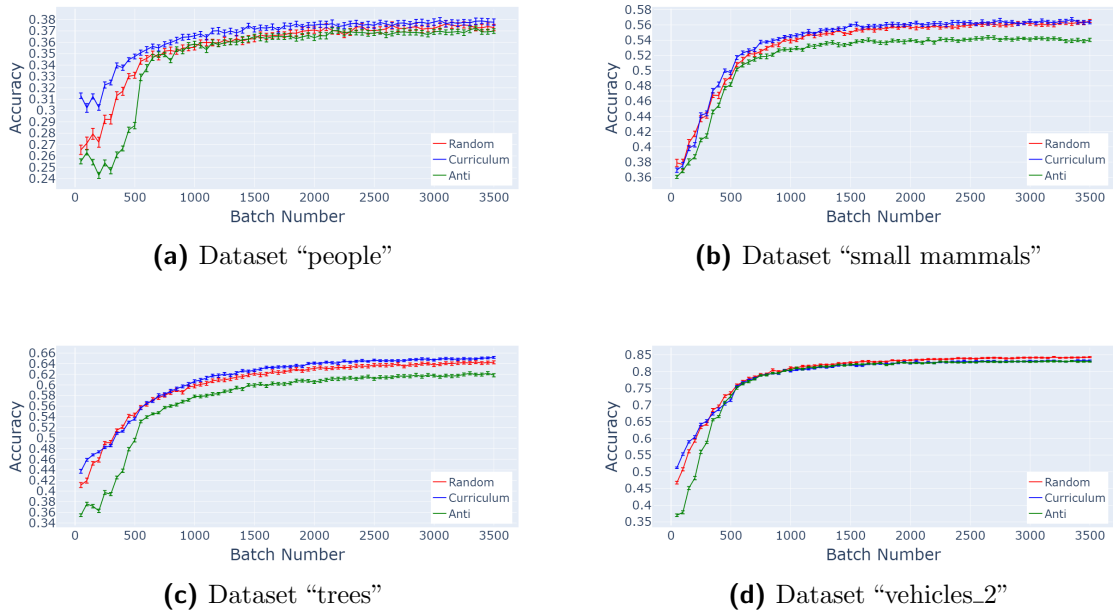 0.38
0.37
0.36
0.35
0.34
0.33
0.32
0.31
0.3
0.29
0.28
0.27
0.26
0.25
0.24
Accuracy
Random
Curriculum
Anti
0 500 1000 1500 2000 2500 3000 3500
Batch Number
(a) Dataset “people”
0.58
0.56
0.54
0.52
0.5
0.48
0.46
0.44
0.42
0.4
0.38
0.36
Accuracy
Random
Curriculum
Anti
0 500 1000 1500 2000 2500 3000 3500
Batch Number
(b) Dataset “small mammals”
0.66
0.64
0.62
0.6
0.58
0.56
0.54
0.52
0.5
0.48
0.46
0.44
0.42
0.4
0.38
0.36
0.34
Accuracy
Random
Curriculum
Anti
0 500 1000 1500 2000 2500 3000 3500
Batch Number
(c) Dataset “trees”
0.85
0.8
0.75
0.7
0.65
0.6
0.55
0.5
0.45
0.4
0.35
Accuracy
Random
Curriculum
Anti
0 500 1000 1500 2000 2500 3000 3500
Batch Number
(d) Dataset “vehicles_2”